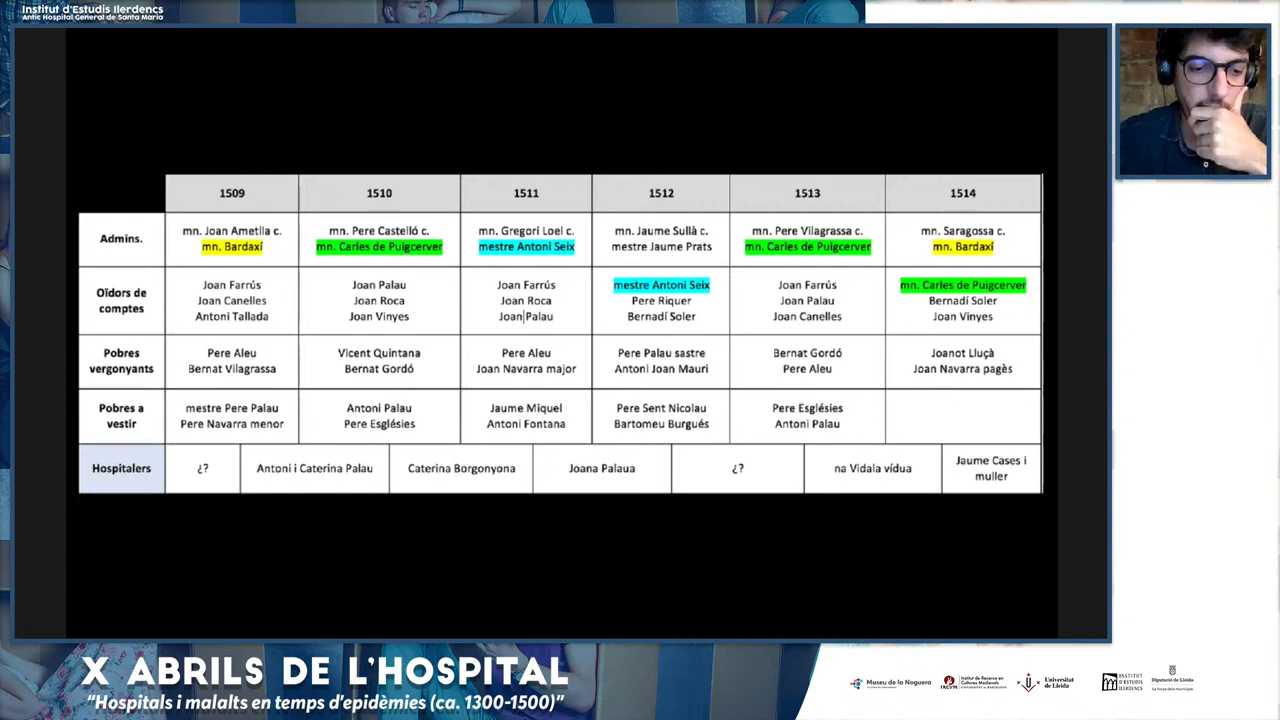 Institut d'Estudis Ilerdencs
Antic Hospital General de Santa Maria
1509 1510 1511 1512 1513 1514
Admins.
mn. Joan Ametlla c.
mn. Bardaxí
mn. Pere Castelló c.
mn. Carles de Puigcerver
mn. Gregori Loel c.
mestre Antoni Seix
mn. Jaume Sullà c.
mestre Jaume Prats
mn. Pere Vilagrassa c.
mn. Carles de Puigcerver
mn. Saragossa c.
mn. Bardaxí
Oïdors de
comptes
Joan Farrús
Joan Canelles
Antoni Tallada
Joan Palau
Joan Roca
Joan Vinyes
Joan Farrús
Joan Roca
Joan Palau
mestre Antoni Seix
Pere Riquer
Bernadí Soler
Joan Farrús
Joan Palau
Joan Canelles
mn. Carles de Puigcerver
Bernadí Soler
Joan Vinyes
Pobres
vergonyants
Pere Aleu
Bernat Vilagrassa
Vicent Quintana
Bernat Gordó
Pere Aleu
Joan Navarra major
Pere Palau sastre
Antoni Joan Mauri
Bernat Gordó
Pere Aleu
Joanot Lluçà
Joan Navarra pagès
Pobres a
vestir
mestre Pere Palau
Pere Navarra menor
Antoni Palau
Pere Esglésies
Jaume Miquel
Antoni Fontana
Pere Sent Nicolau
Bartomeu Burgués
Pere Esglésies
Antoni Palau
Hospitalers
¿?
Antoni i Caterina Palau
Caterina Borgonyona
Joana Palaua
¿?
na Vidala vídua
Jaume Cases i
muller
X ABRILS DE L'HOSPITAL
"Hospitals rurals en temps d'epidèmies (ca. 1300-1507)"
Museu de la Noguera
IRCVM
Institut de Recerca en
Cultures Medievals
Universitat
de Lleida
INSTITUT
D'ESTUDIS
ILERDENCS
Diputació de Lleida